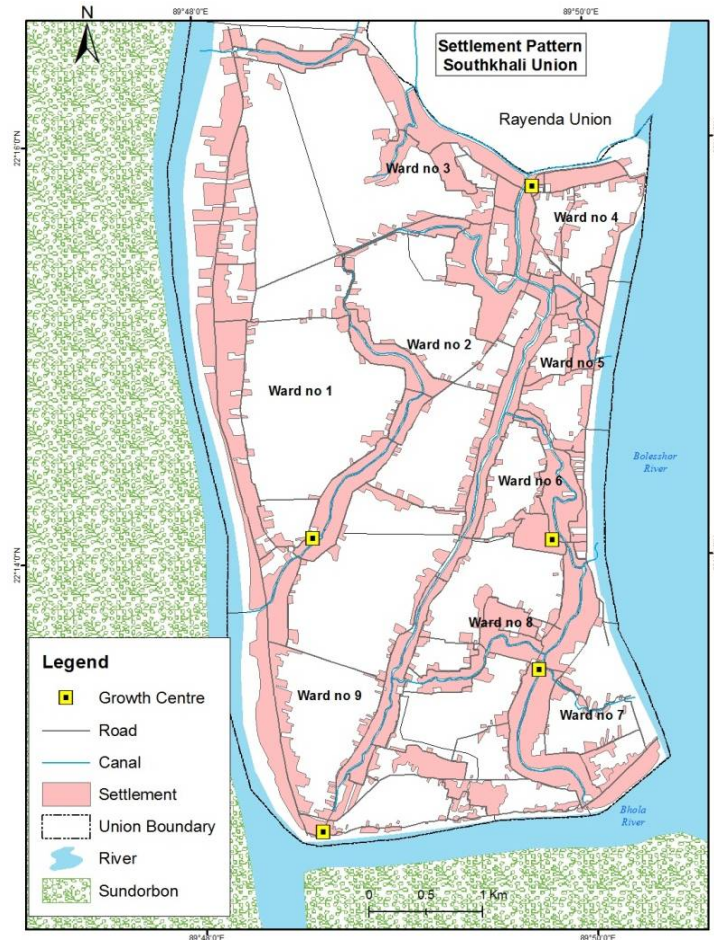 N
89°48'0"E
89°50'0"E
Settlement Pattern
Southkhali Union
Rayenda Union
22°16'0"N
Ward no 3
Ward no 4
Ward no 2
Ward no 5
Ward no 1
Bolesshor
River
Ward no 6
22°14'0"N
Ward no 8
Ward no 9
Ward no 7
Bhola
River
Legend
Growth Centre
Road
Canal
Settlement
Union Boundary
River
Sundorbon
0 0.5 1 Km
89°48'0"E
89°50'0"E